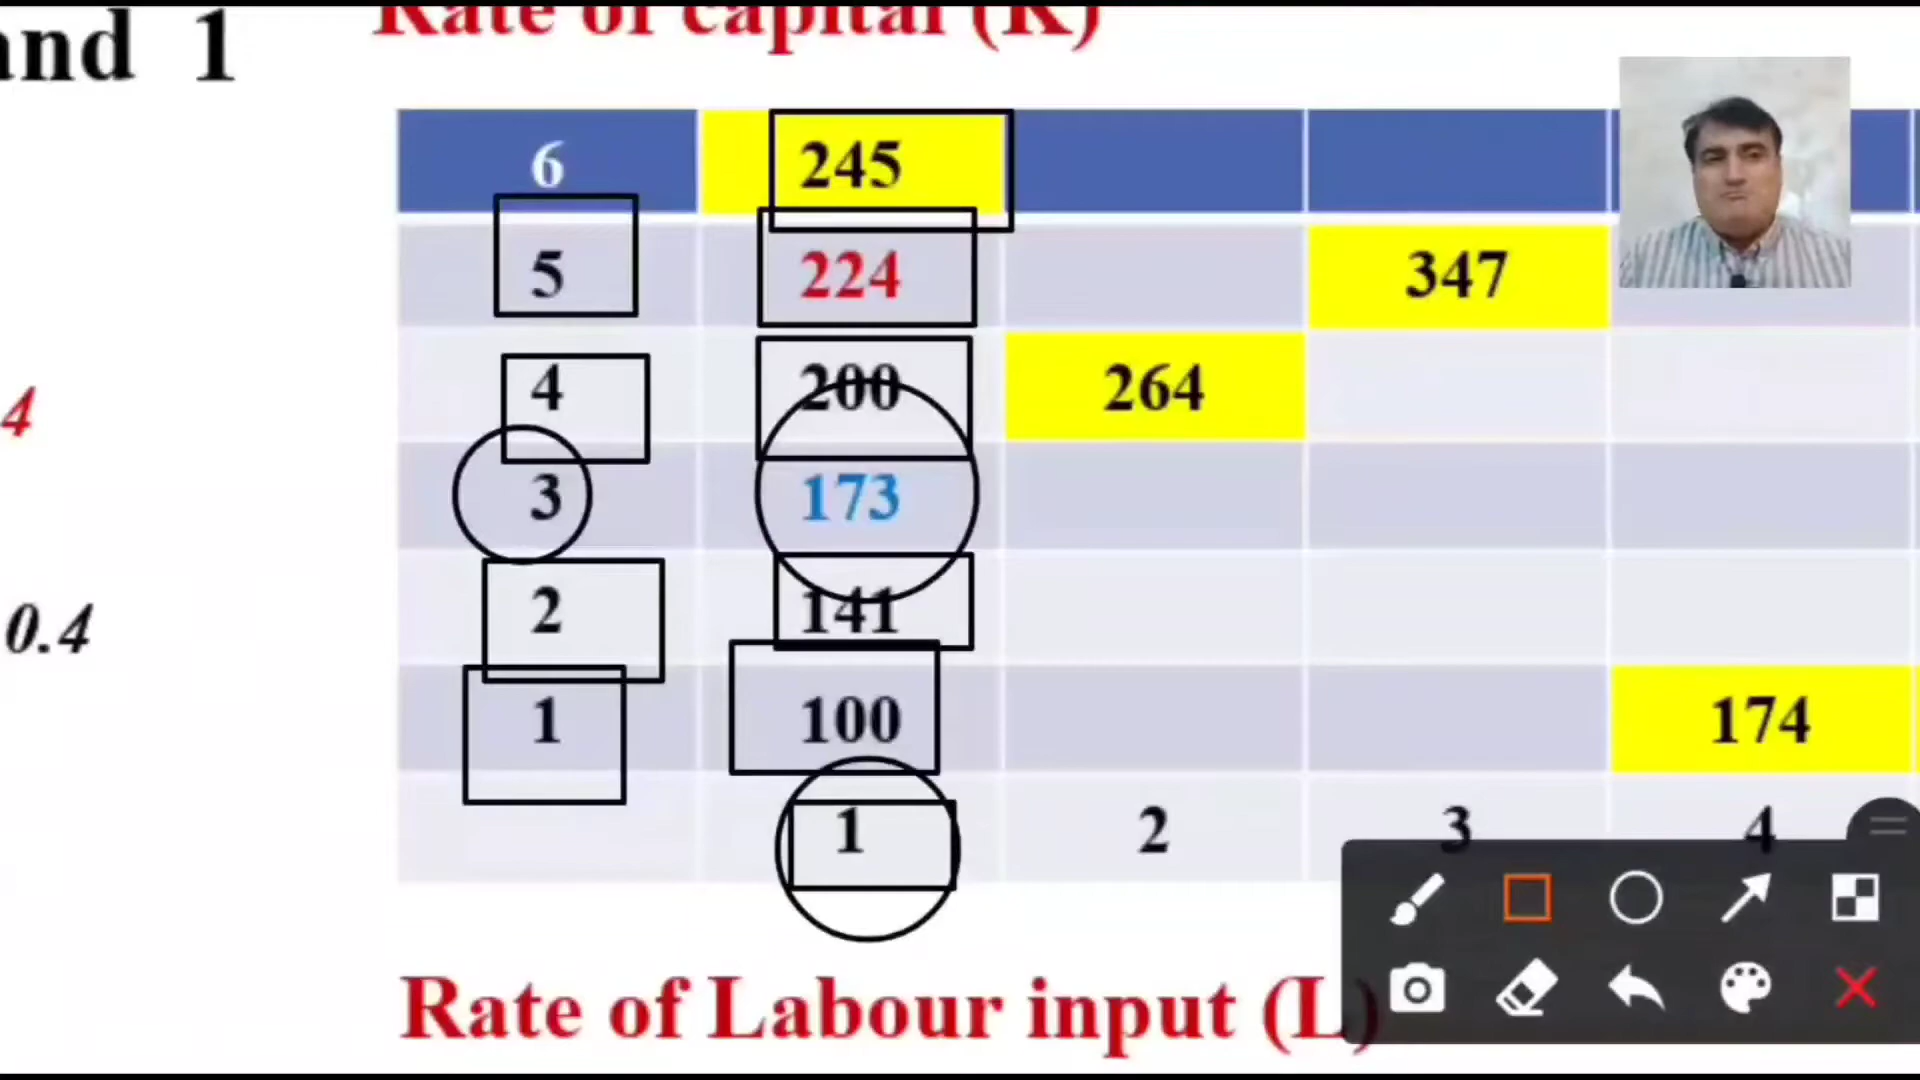 and 1
Rate of capital (K)
6 245
5 224 347
4 200 264
4
3 173
2 141
0.4
1 100 174
1 2 3 4
Rate of Labour input (L)